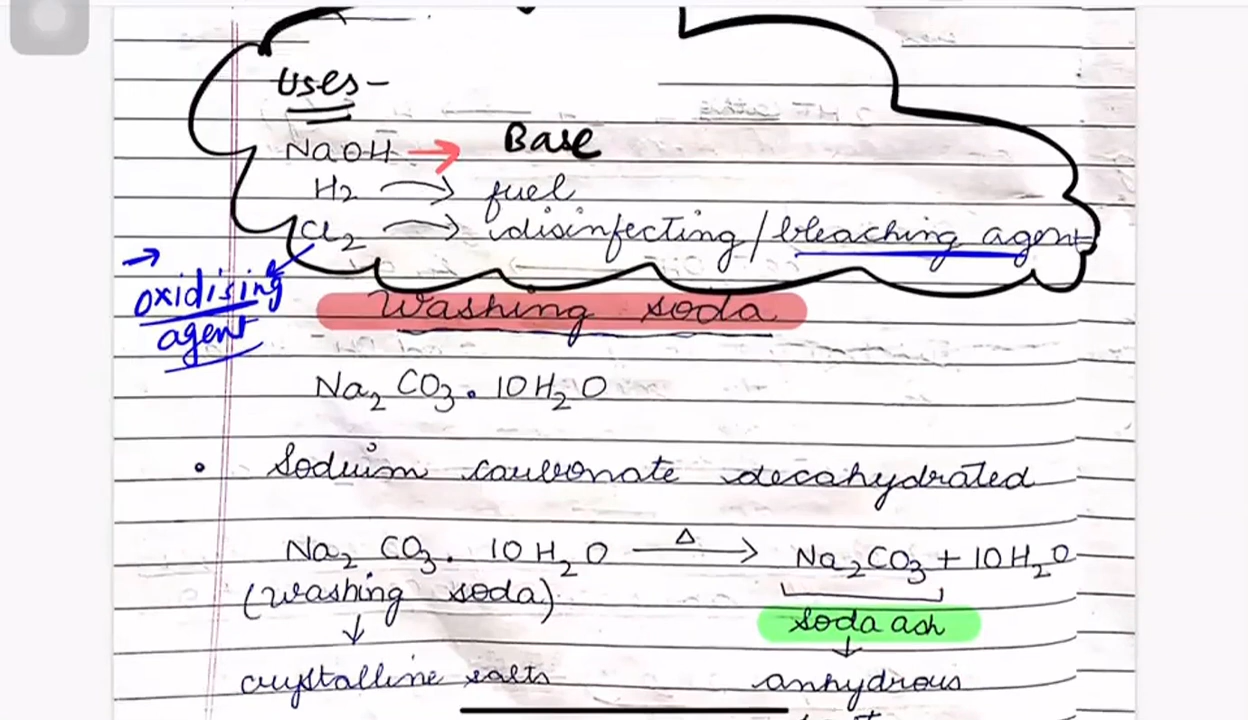 Uses -
NaOH → Base
H₂ → fuel
Cl₂ → disinfecting / bleaching agent
→ oxidising
agent
Washing soda
Na₂CO₃ . 10H₂O
• Sodium carbonate decahydrated
Na₂CO₃ . 10H₂O —Δ→ Na₂CO₃ + 10H₂O
(washing soda) soda ash
↓ ↓
crystalline salts anhydrous